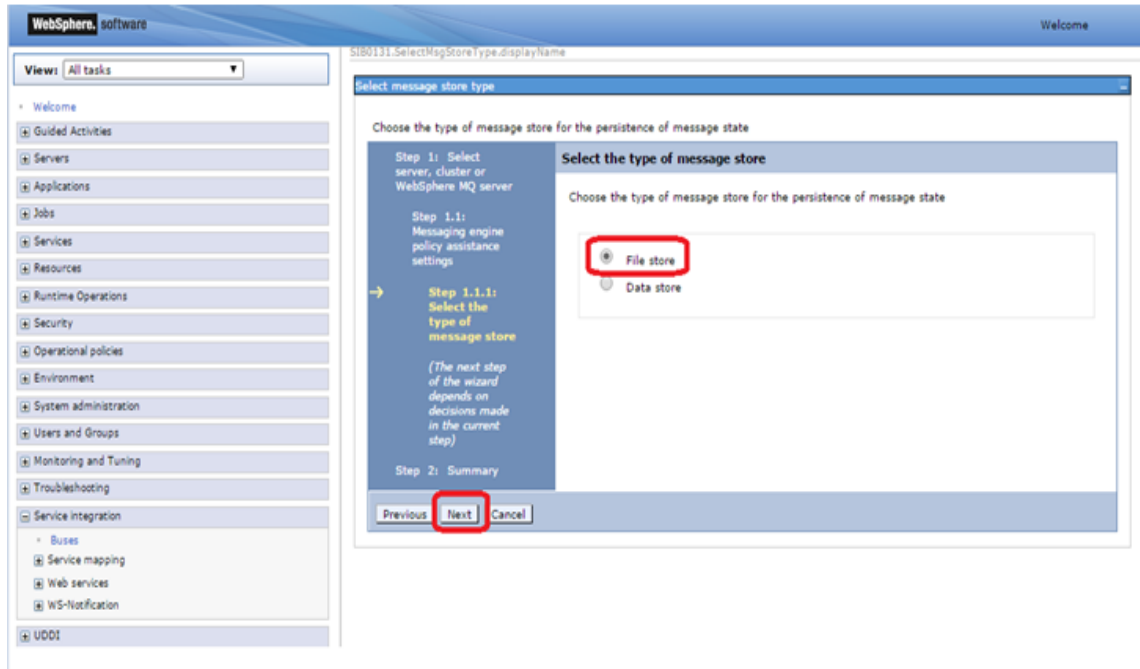 WebSphere. software
Welcome
View: All tasks
Welcome
Guided Activities
Servers
Applications
Jobs
Services
Resources
Runtime Operations
Security
Operational policies
Environment
System administration
Users and Groups
Monitoring and Tuning
Troubleshooting
Service integration
Buses
Service mapping
Web services
WS-Notification
UDDI
SIB0131.SelectMsgStoreType.displayName
Select message store type
Choose the type of message store for the persistence of message state
Step 1: Select
server, cluster or
WebSphere MQ server
Step 1.1:
Messaging engine
policy assistance
settings
Step 1.1.1:
Select the
type of
message store
(The next step
of the wizard
depends on
decisions made
in the current
step)
Step 2: Summary
Select the type of message store
Choose the type of message store for the persistence of message state
File store
Data store
Previous Next Cancel